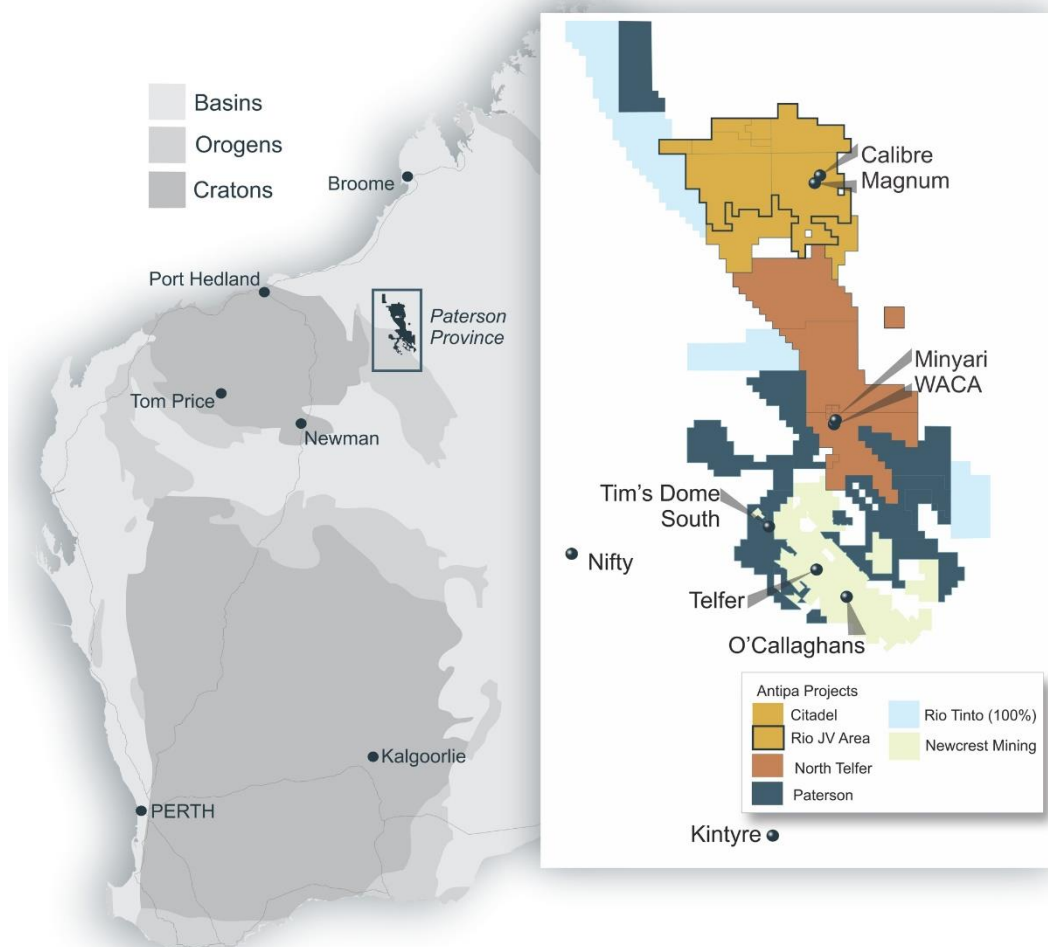 Basins
Orogens
Cratons
Broome
Port Hedland
Paterson
Province
Tom Price
Newman
Kalgoorlie
PERTH
Calibre
Magnum
Minyari
WACA
Tim's Dome
South
Nifty
Telfer
O'Callaghans
Antipa Projects
Citadel
Rio JV Area
North Telfer
Paterson
Rio Tinto (100%)
Newcrest Mining
Kintyre